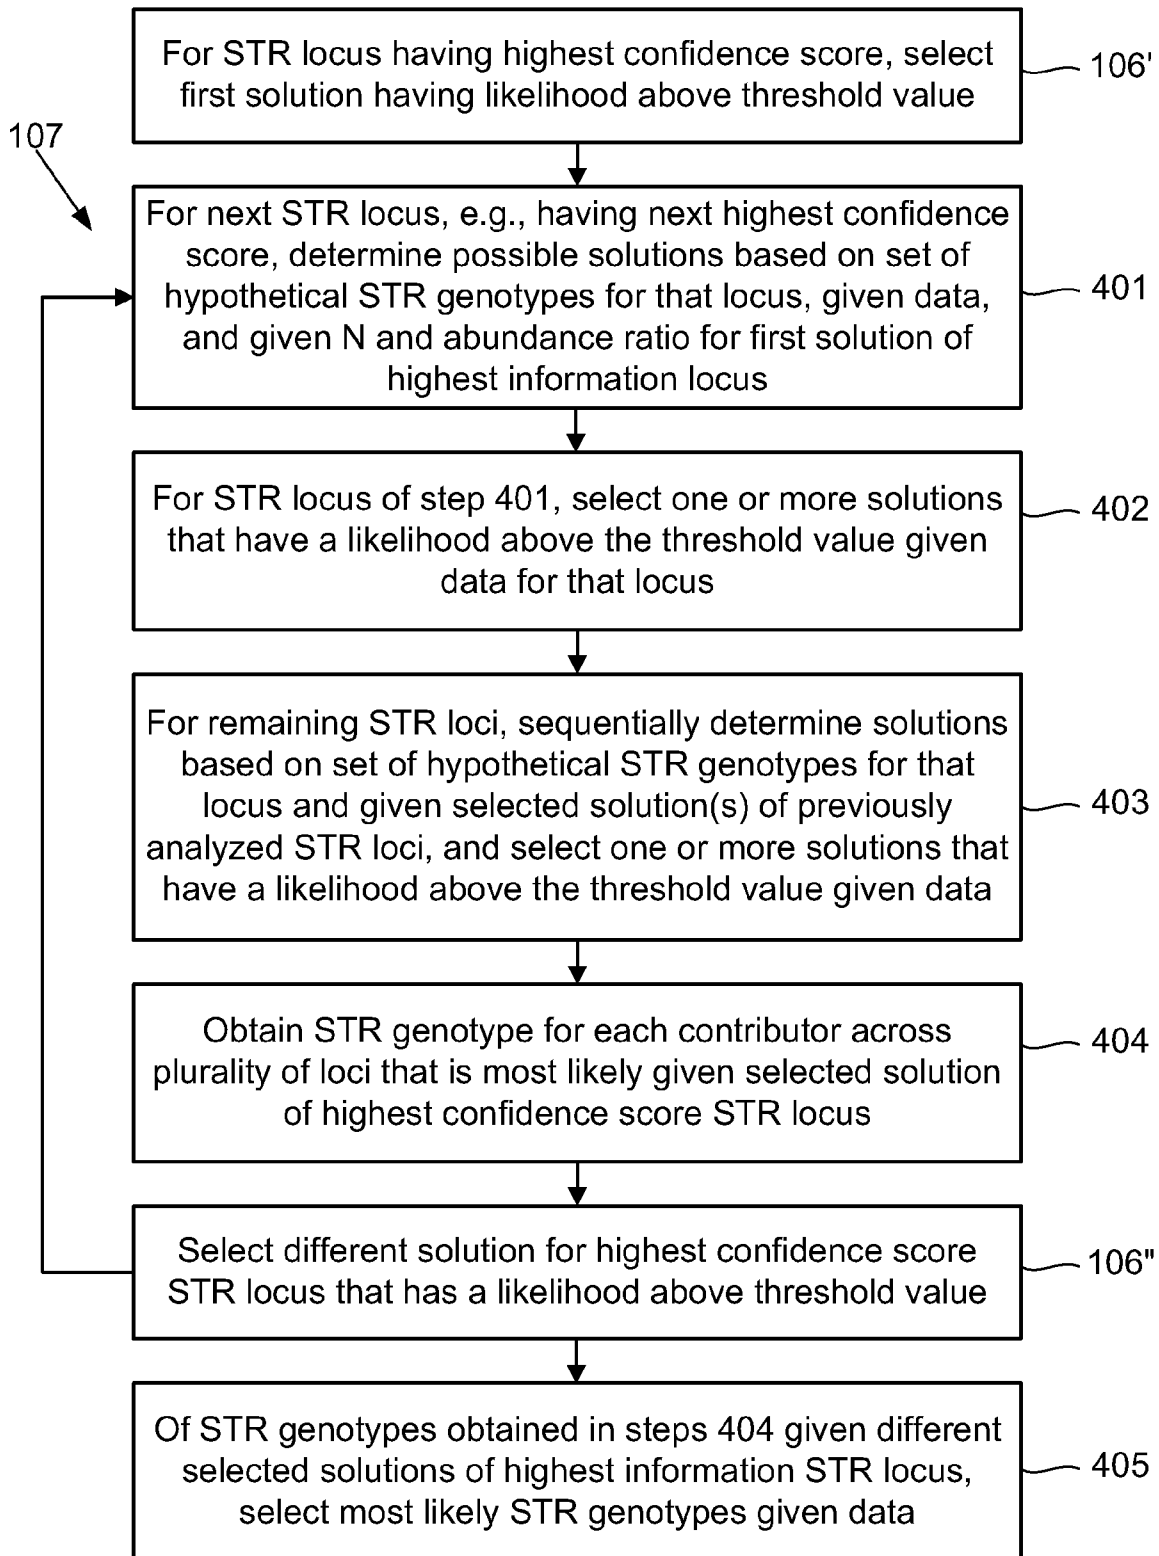 For STR locus having highest confidence score, select
first solution having likelihood above threshold value
106'
107
For next STR locus, e.g., having next highest confidence
score, determine possible solutions based on set of
hypothetical STR genotypes for that locus, given data,
and given N and abundance ratio for first solution of
highest information locus
401
For STR locus of step 401, select one or more solutions
that have a likelihood above the threshold value given
data for that locus
402
For remaining STR loci, sequentially determine solutions
based on set of hypothetical STR genotypes for that
locus and given selected solution(s) of previously
analyzed STR loci, and select one or more solutions that
have a likelihood above the threshold value given data
403
Obtain STR genotype for each contributor across
plurality of loci that is most likely given selected solution
of highest confidence score STR locus
404
Select different solution for highest confidence score
STR locus that has a likelihood above threshold value
106"
Of STR genotypes obtained in steps 404 given different
selected solutions of highest information STR locus,
select most likely STR genotypes given data
405